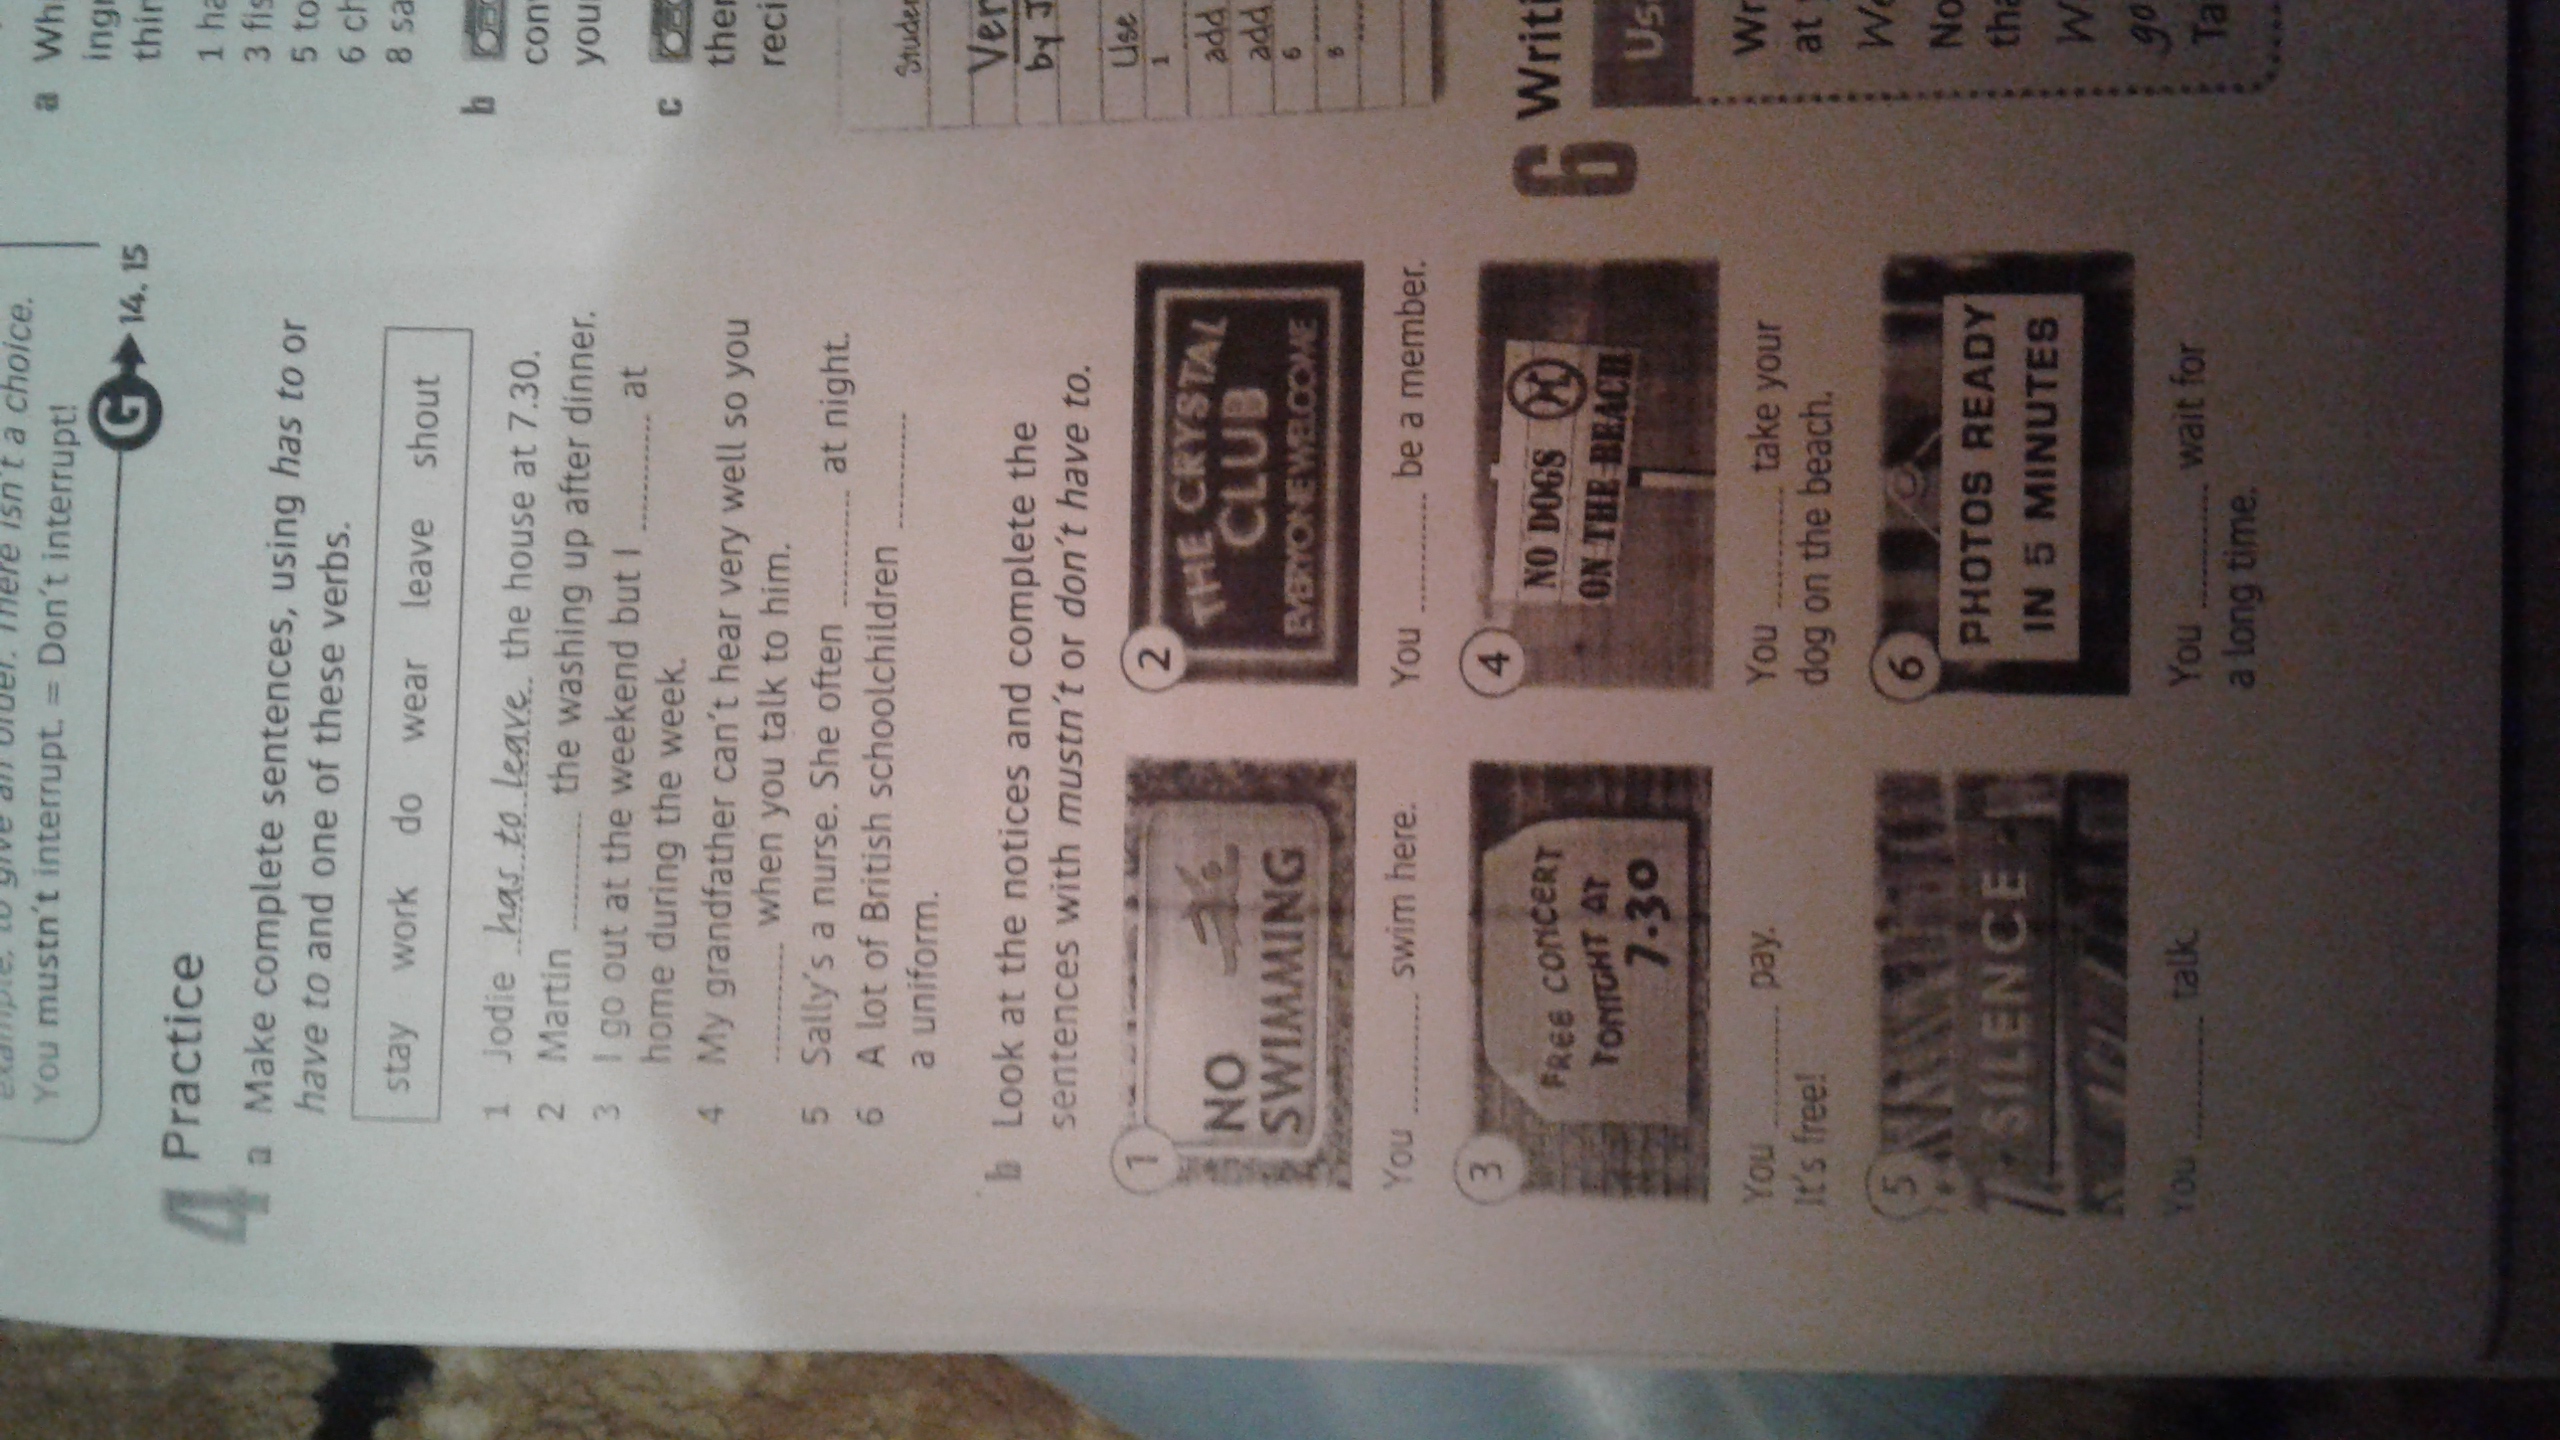 You mustn't interrupt. = Don't interrupt!
G 14, 15
4 Practice
a Make complete sentences, using has to or
have to and one of these verbs.
stay work do wear leave shout
1 Jodie has to leave the house at 7.30.
2 Martin .......... the washing up after dinner.
3 I go out at the weekend but I .......... at
home during the week.
4 My grandfather can't hear very well so you
.......... when you talk to him.
5 Sally's a nurse. She often .......... at night.
6 A lot of British schoolchildren ..........
a uniform.
b Look at the notices and complete the
sentences with mustn't or don't have to.
1
NO
SWIMMING
You .......... swim here.
2
THE CRYSTAL
CLUB
EVERYONE WELCOME
You .......... be a member.
3
FREE CONCERT
TONIGHT AT
7.30
You .......... pay.
It's free!
4
NO DOGS
ON THE BEACH
You .......... take your
dog on the beach.
5
SILENCE
You .......... talk.
6
PHOTOS READY
IN 5 MINUTES
You .......... wait for
a long time.
a
b
c
by
Use
1
add
add
6
8
6